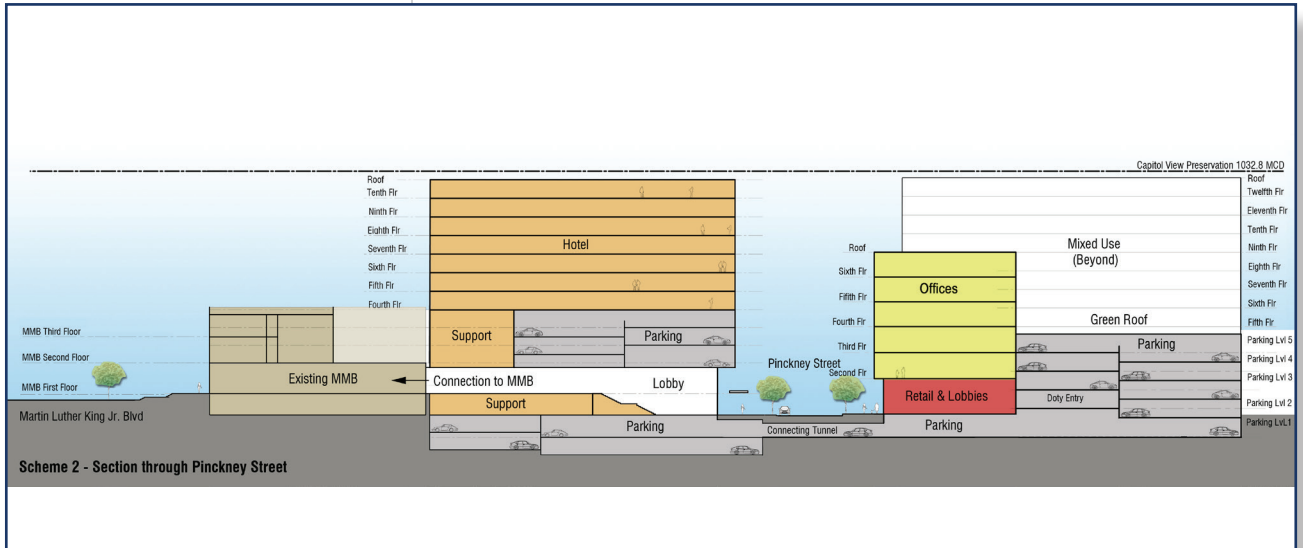 Capitol View Preservation 1032.8 MCD
Roof
Tenth Flr
Ninth Flr
Eighth Flr
Seventh Flr
Sixth Flr
Fifth Flr
Fourth Flr
Hotel
Support
Parking
MMB Third Floor
MMB Second Floor
MMB First Floor
Existing MMB
Connection to MMB
Lobby
Support
Parking
Martin Luther King Jr. Blvd
Connecting Tunnel
Pinckney Street
Roof
Sixth Flr
Fifith Flr
Fourth Flr
Third Flr
Second Flr
Offices
Retail & Lobbies
Parking
Mixed Use
(Beyond)
Green Roof
Parking
Doty Entry
Roof
Twelfth Flr
Eleventh Flr
Tenth Flr
Ninth Flr
Eighth Flr
Seventh Flr
Sixth Flr
Fifth Flr
Parking Lvl 5
Parking Lvl 4
Parking Lvl 3
Parking Lvl 2
Parking LvL1
Scheme 2 - Section through Pinckney Street